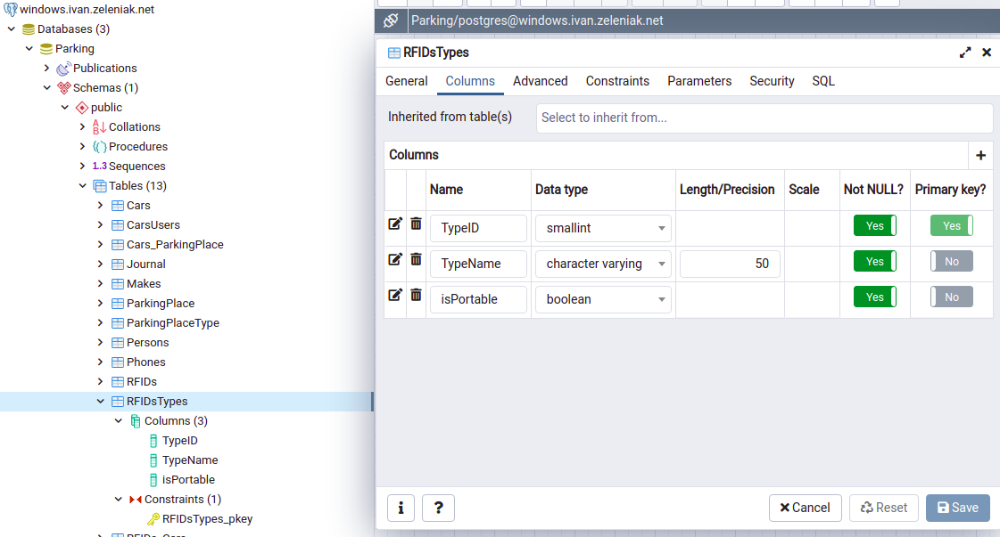 windows.ivan.zeleniak.net
Databases (3)
Parking
Publications
Schemas (1)
public
Collations
Procedures
1..3 Sequences
Tables (13)
Cars
CarsUsers
Cars_ParkingPlace
Journal
Makes
ParkingPlace
ParkingPlaceType
Persons
Phones
RFIDs
RFIDsTypes
Columns (3)
TypeID
TypeName
isPortable
Constraints (1)
RFIDsTypes_pkey
Parking/postgres@windows.ivan.zeleniak.net
RFIDsTypes
General Columns Advanced Constraints Parameters Security SQL
Inherited from table(s) Select to inherit from...
Columns
Name Data type Length/Precision Scale Not NULL? Primary key?
TypeID smallint Yes Yes
TypeName character varying 50 Yes No
isPortable boolean Yes No
i ? Cancel Reset Save